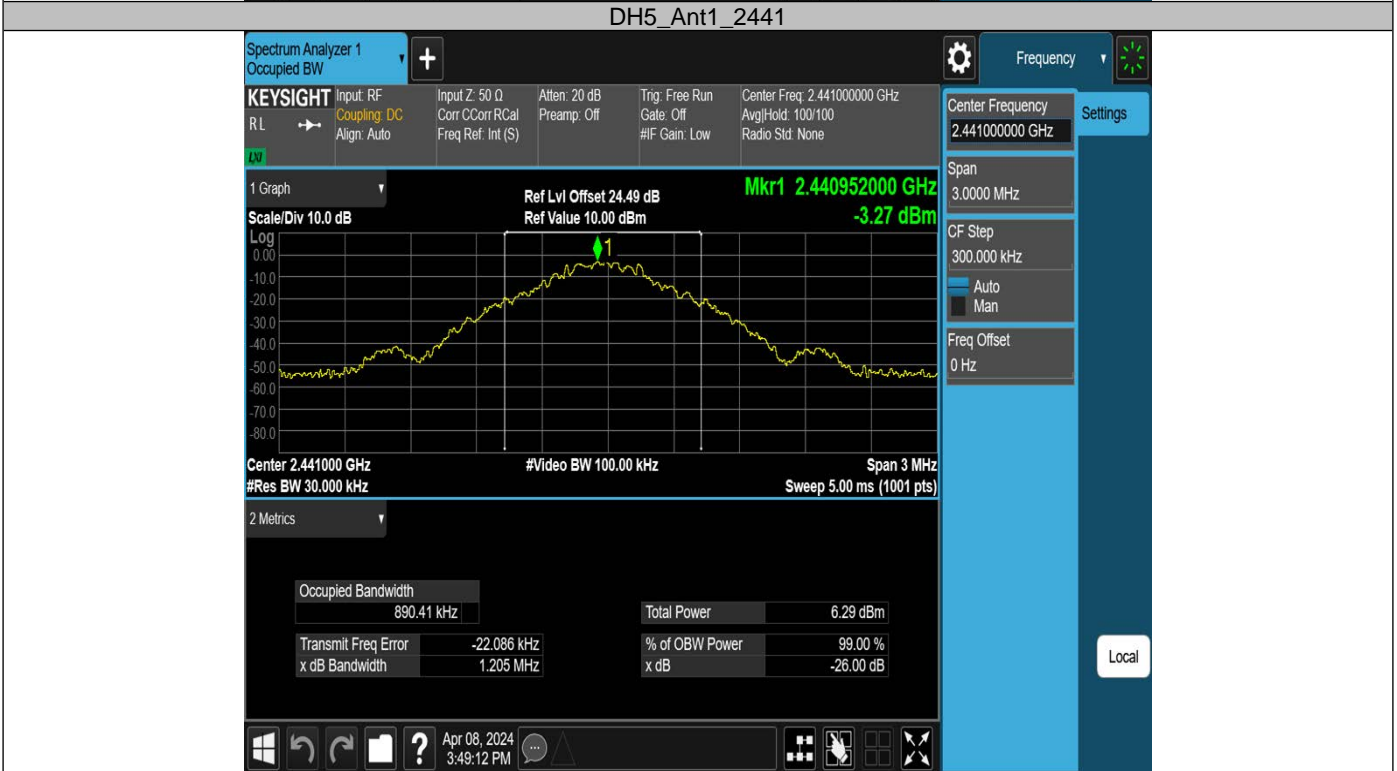 DH5_Ant1_2441
Spectrum Analyzer 1
Occupied BW
+
Frequency
KEYSIGHT
RL
LXI
Input: RF
Coupling: DC
Align: Auto
Input Z: 50 Ω
Corr CCorr RCal
Freq Ref: Int (S)
Atten: 20 dB
Preamp: Off
Trig: Free Run
Gate: Off
#IF Gain: Low
Center Freq: 2.441000000 GHz
Avg|Hold: 100/100
Radio Std: None
Center Frequency
2.441000000 GHz
Settings
Span
3.0000 MHz
CF Step
300.000 kHz
Auto
Man
Freq Offset
0 Hz
Local
1 Graph
Scale/Div 10.0 dB
Ref Lvl Offset 24.49 dB
Ref Value 10.00 dBm
Mkr1 2.440952000 GHz
-3.27 dBm
Log
1
0.00
-10.0
-20.0
-30.0
-40.0
-50.0
-60.0
-70.0
-80.0
Center 2.441000 GHz
#Res BW 30.000 kHz
#Video BW 100.00 kHz
Span 3 MHz
Sweep 5.00 ms (1001 pts)
2 Metrics
Occupied Bandwidth
890.41 kHz
Total Power 6.29 dBm
Transmit Freq Error -22.086 kHz
% of OBW Power 99.00 %
x dB Bandwidth 1.205 MHz
x dB -26.00 dB
?
Apr 08, 2024
3:49:12 PM